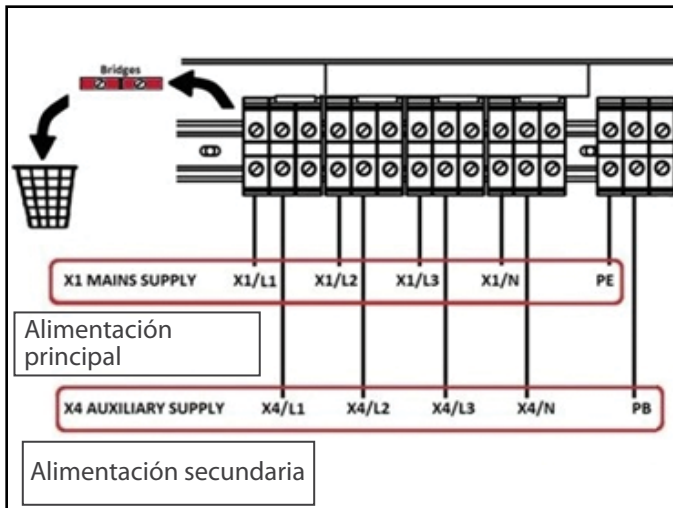 Bridges
X1 MAINS SUPPLY X1/L1 X1/L2 X1/L3 X1/N PE
Alimentación
principal
X4 AUXILIARY SUPPLY X4/L1 X4/L2 X4/L3 X4/N PB
Alimentación secundaria